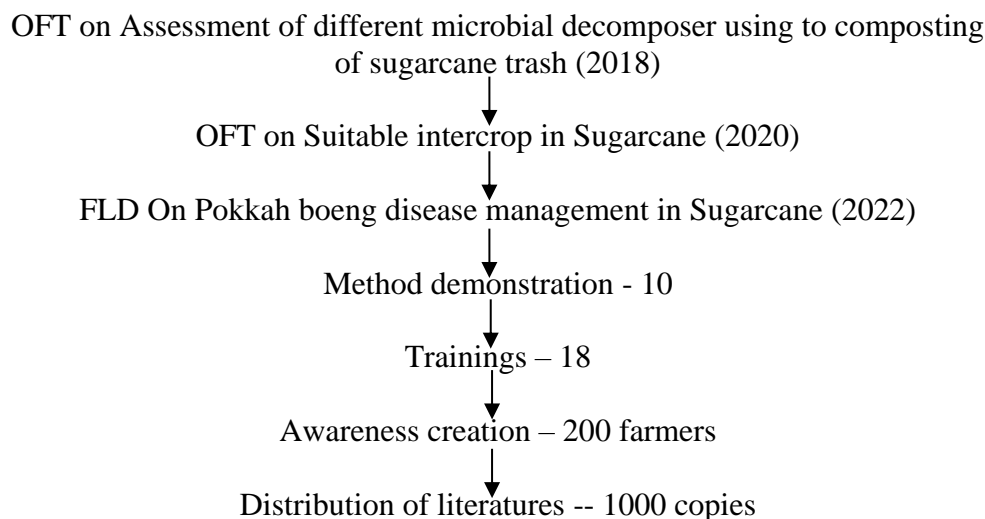 OFT on Assessment of different microbial decomposer using to composting
of sugarcane trash (2018)
OFT on Suitable intercrop in Sugarcane (2020)
FLD On Pokkah boeng disease management in Sugarcane (2022)
Method demonstration - 10
Trainings – 18
Awareness creation – 200 farmers
Distribution of literatures -- 1000 copies